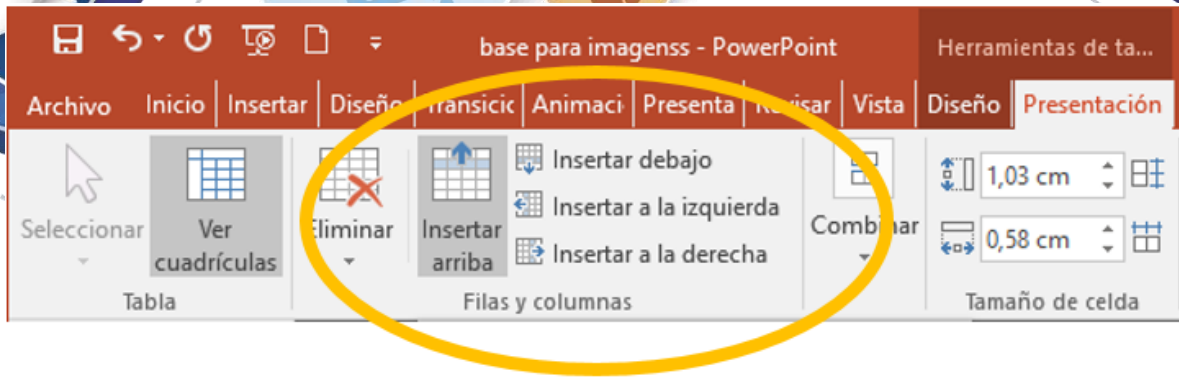 base para imagenss - PowerPoint Herramientas de ta...
Archivo Inicio Insertar Diseño Transicic Animaci Presenta Revisar Vista Diseño Presentación
Seleccionar
Ver
cuadrículas
Tabla
Eliminar
Insertar
arriba
Insertar debajo
Insertar a la izquierda
Insertar a la derecha
Filas y columnas
Combinar
1,03 cm
0,58 cm
Tamaño de celda